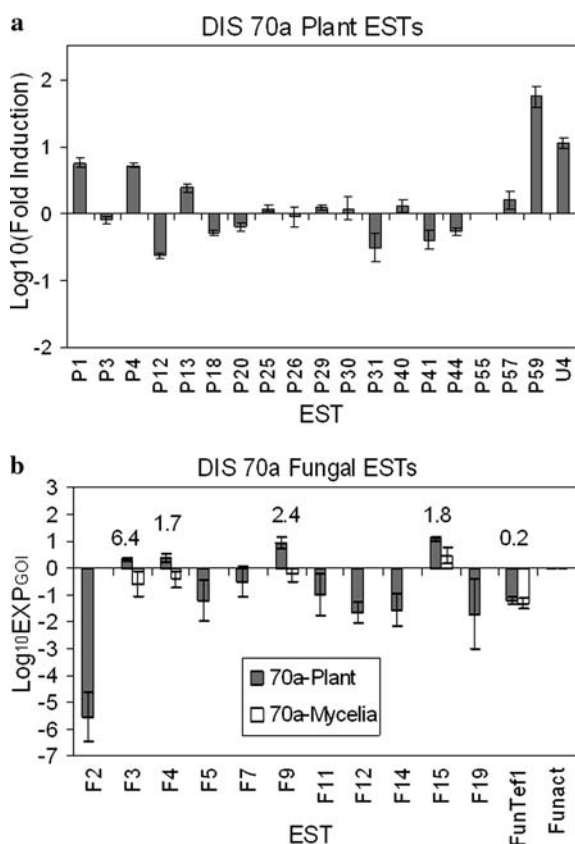 a
DIS 70a Plant ESTs
Log10(Fold Induction)
2
1
0
-1
-2
P1 P3 P4 P12 P13 P18 P20 P25 P26 P29 P30 P31 P40 P41 P44 P55 P57 P59 U4
EST
b
DIS 70a Fungal ESTs
Log10EXPGOI
3
2
1
0
-1
-2
-3
-4
-5
-6
-7
6.4 1.7 2.4 1.8 0.2
70a-Plant
70a-Mycelia
F2 F3 F4 F5 F7 F9 F11 F12 F14 F15 F19 FunTef1 Funact
EST